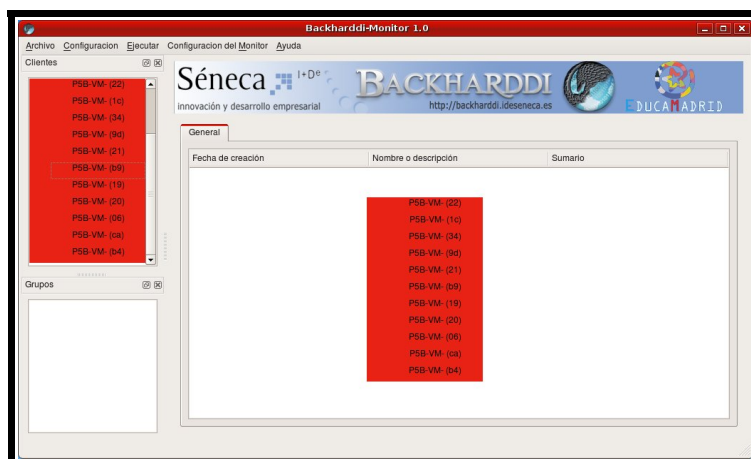 Backharddi-Monitor 1.0
Archivo Configuracion Ejecutar Configuracion del Monitor Ayuda
Clientes
P5B-VM- (22)
P5B-VM- (1c)
P5B-VM- (34)
P5B-VM- (9d)
P5B-VM- (21)
P5B-VM- (b9)
P5B-VM- (19)
P5B-VM- (20)
P5B-VM- (06)
P5B-VM- (ca)
P5B-VM- (b4)
Grupos
Séneca I+De
innovación y desarrollo empresarial
BACKHARDDI
http://backharddi.ideseneca.es
EDUCAMADRID
General
Fecha de creación Nombre o descripción Sumario
P5B-VM- (22)
P5B-VM- (1c)
P5B-VM- (34)
P5B-VM- (9d)
P5B-VM- (21)
P5B-VM- (b9)
P5B-VM- (19)
P5B-VM- (20)
P5B-VM- (06)
P5B-VM- (ca)
P5B-VM- (b4)